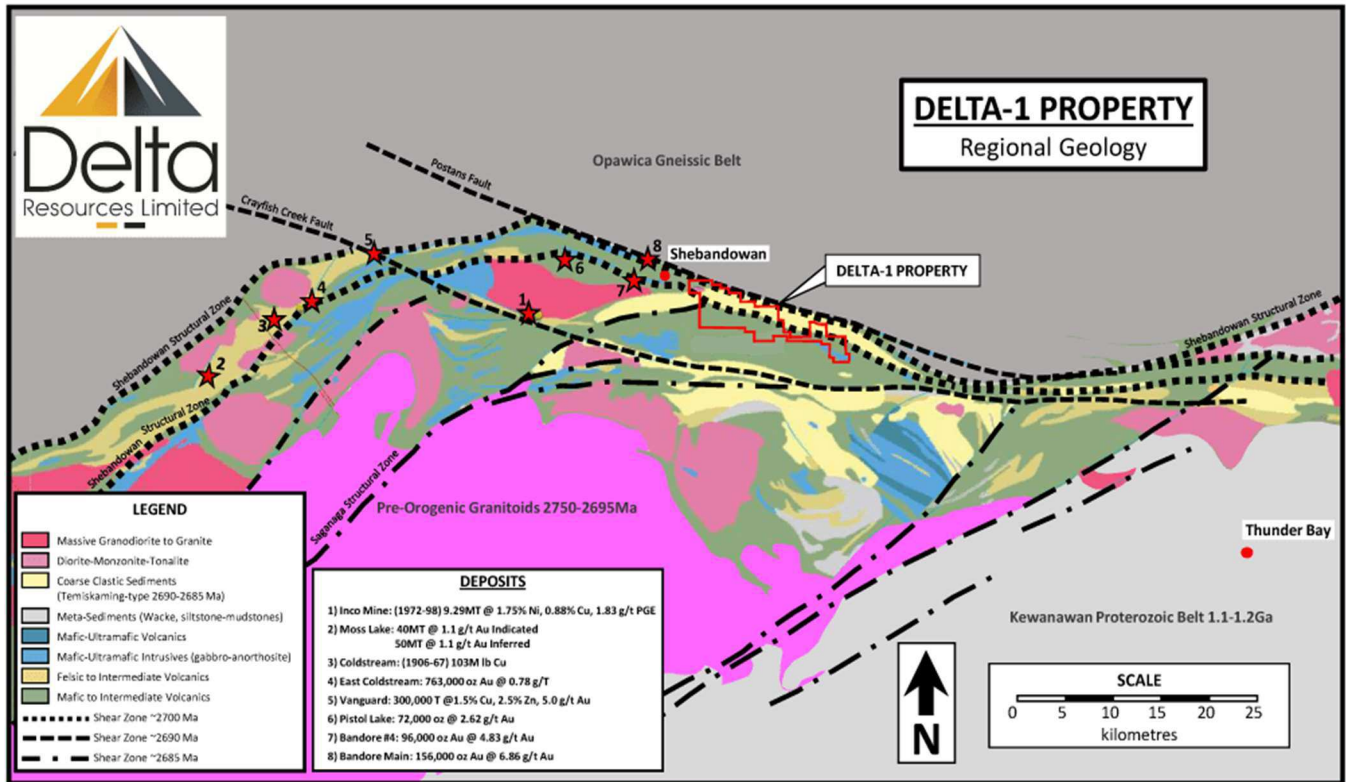 Delta
Resources Limited
DELTA-1 PROPERTY
Regional Geology
Opawica Gneissic Belt
Postans Fault
Crayfish Creek Fault
5
8
Shebandowan
6
DELTA-1 PROPERTY
7
4
1
3
2
Shebandowan Structural Zone
Shebandowan Structural Zone
Shebandowan Structural Zone
Saganaga Structural Zone
Pre-Orogenic Granitoids 2750-2695Ma
Thunder Bay
Kewanawan Proterozoic Belt 1.1-1.2Ga
LEGEND
Massive Granodiorite to Granite
Diorite-Monzonite-Tonalite
Coarse Clastic Sediments
(Temiskaming-type 2690-2685 Ma)
Meta-Sediments (Wacke, siltstone-mudstones)
Mafic-Ultramafic Volcanics
Mafic-Ultramafic Intrusives (gabbro-anorthosite)
Felsic to Intermediate Volcanics
Mafic to Intermediate Volcanics
Shear Zone ~2700 Ma
Shear Zone ~2690 Ma
Shear Zone ~2685 Ma
DEPOSITS
1) Inco Mine: (1972-98) 9.29MT @ 1.75% Ni, 0.88% Cu, 1.83 g/t PGE
2) Moss Lake: 40MT @ 1.1 g/t Au Indicated
50MT @ 1.1 g/t Au Inferred
3) Coldstream: (1906-67) 103M lb Cu
4) East Coldstream: 763,000 oz Au @ 0.78 g/T
5) Vanguard: 300,000 T @1.5% Cu, 2.5% Zn, 5.0 g/t Au
6) Pistol Lake: 72,000 oz @ 2.62 g/t Au
7) Bandore #4: 96,000 oz Au @ 4.83 g/t Au
8) Bandore Main: 156,000 oz Au @ 6.86 g/t Au
N
SCALE
0 5 10 15 20 25
kilometres